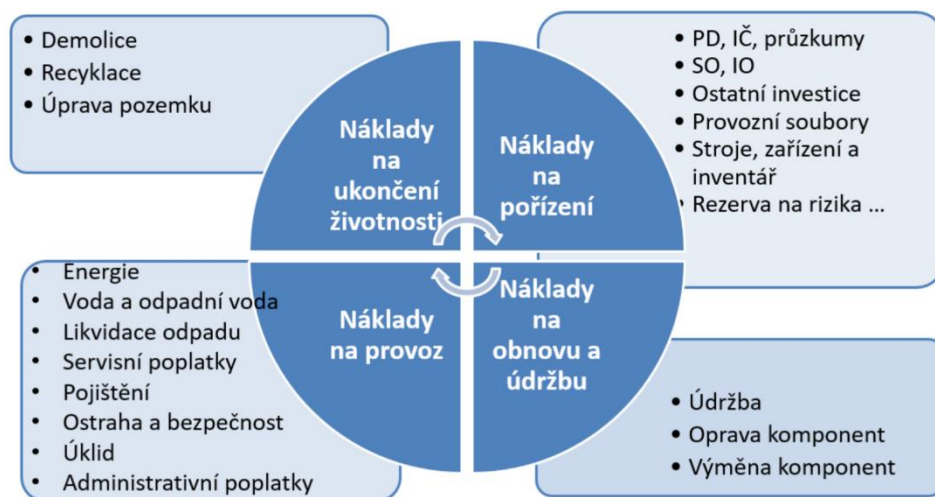 • Demolice
• Recyklace
• Úprava pozemku
Náklady
na
ukončení
životnosti
Náklady
na
pořízení
• PD, IČ, průzkumy
• SO, IO
• Ostatní investice
• Provozní soubory
• Stroje, zařízení a
inventář
• Rezerva na rizika ...
• Energie
• Voda a odpadní voda
• Likvidace odpadu
• Servisní poplatky
• Pojištění
• Ostraha a bezpečnost
• Úklid
• Administrativní poplatky
Náklady
na provoz
Náklady
na
obnovu a
údržbu
• Údržba
• Oprava komponent
• Výměna komponent